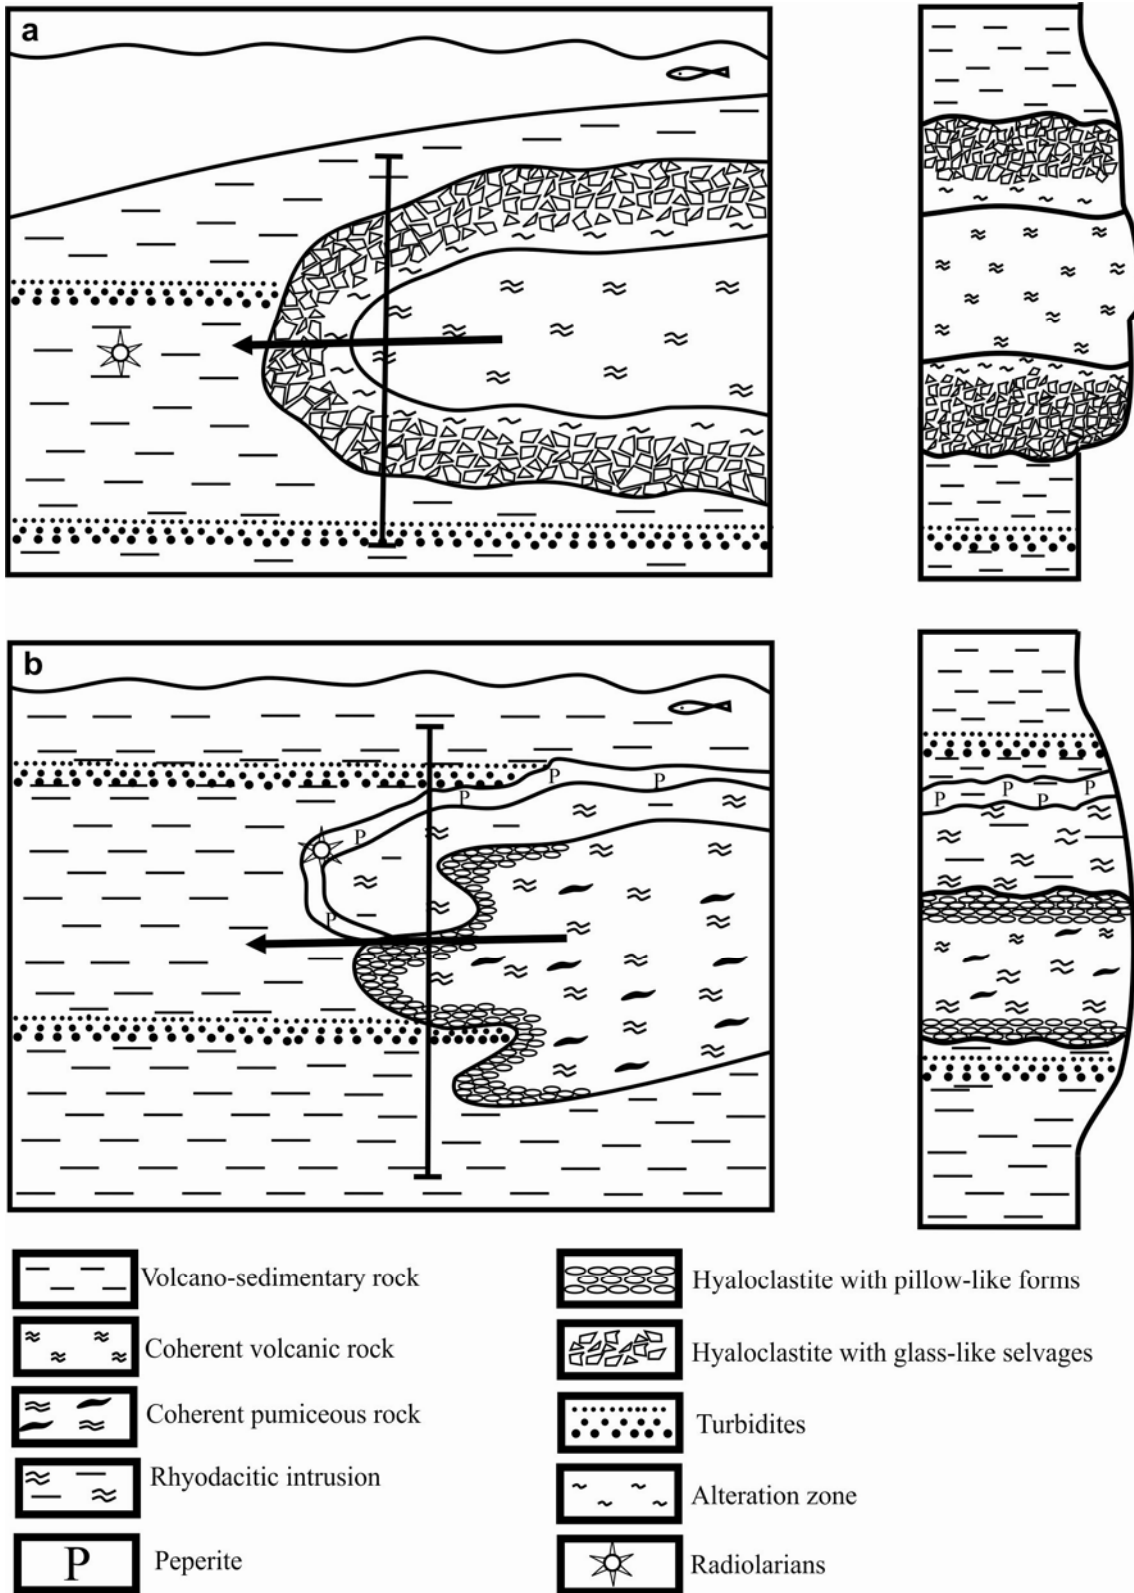 a
b
P
P
P
P
P
P
P
P
P
Volcano-sedimentary rock
Coherent volcanic rock
Coherent pumiceous rock
Rhyodacitic intrusion
P Peperite
Hyaloclastite with pillow-like forms
Hyaloclastite with glass-like selvages
Turbidites
Alteration zone
Radiolarians